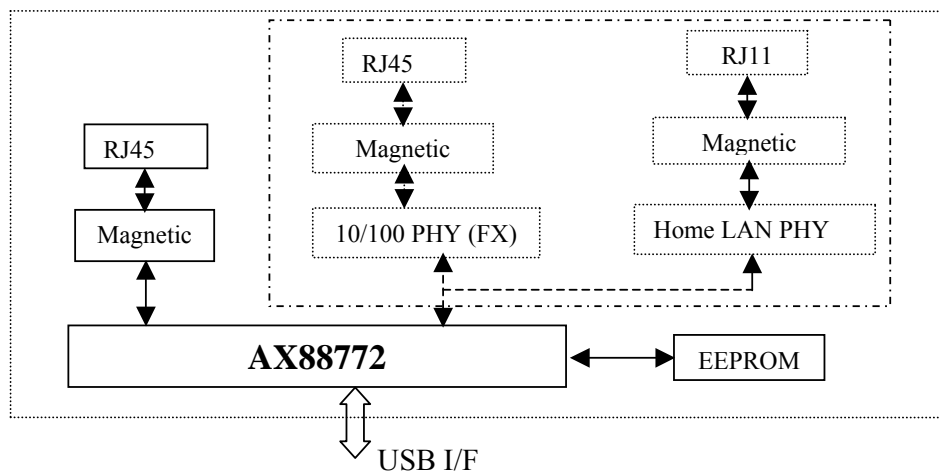 RJ45
RJ11
RJ45
Magnetic
Magnetic
Magnetic
10/100 PHY (FX)
Home LAN PHY
AX88772
EEPROM
USB I/F